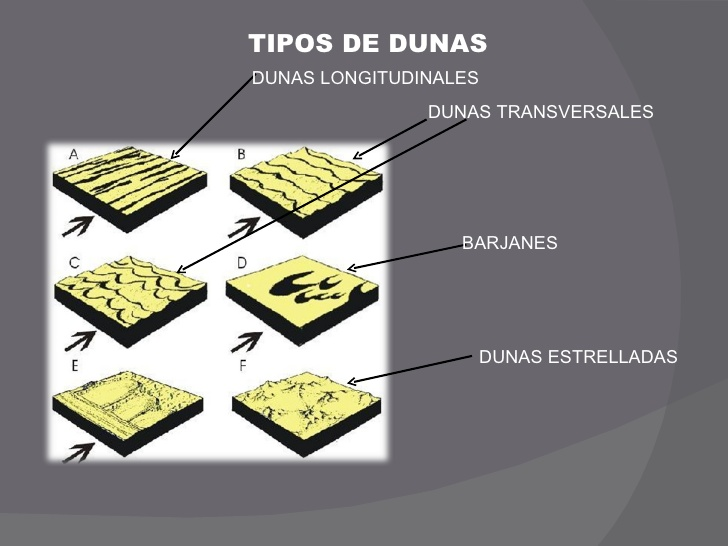 TIPOS DE DUNAS
DUNAS LONGITUDINALES
DUNAS TRANSVERSALES
A
B
BARJANES
C
D
DUNAS ESTRELLADAS
E
F